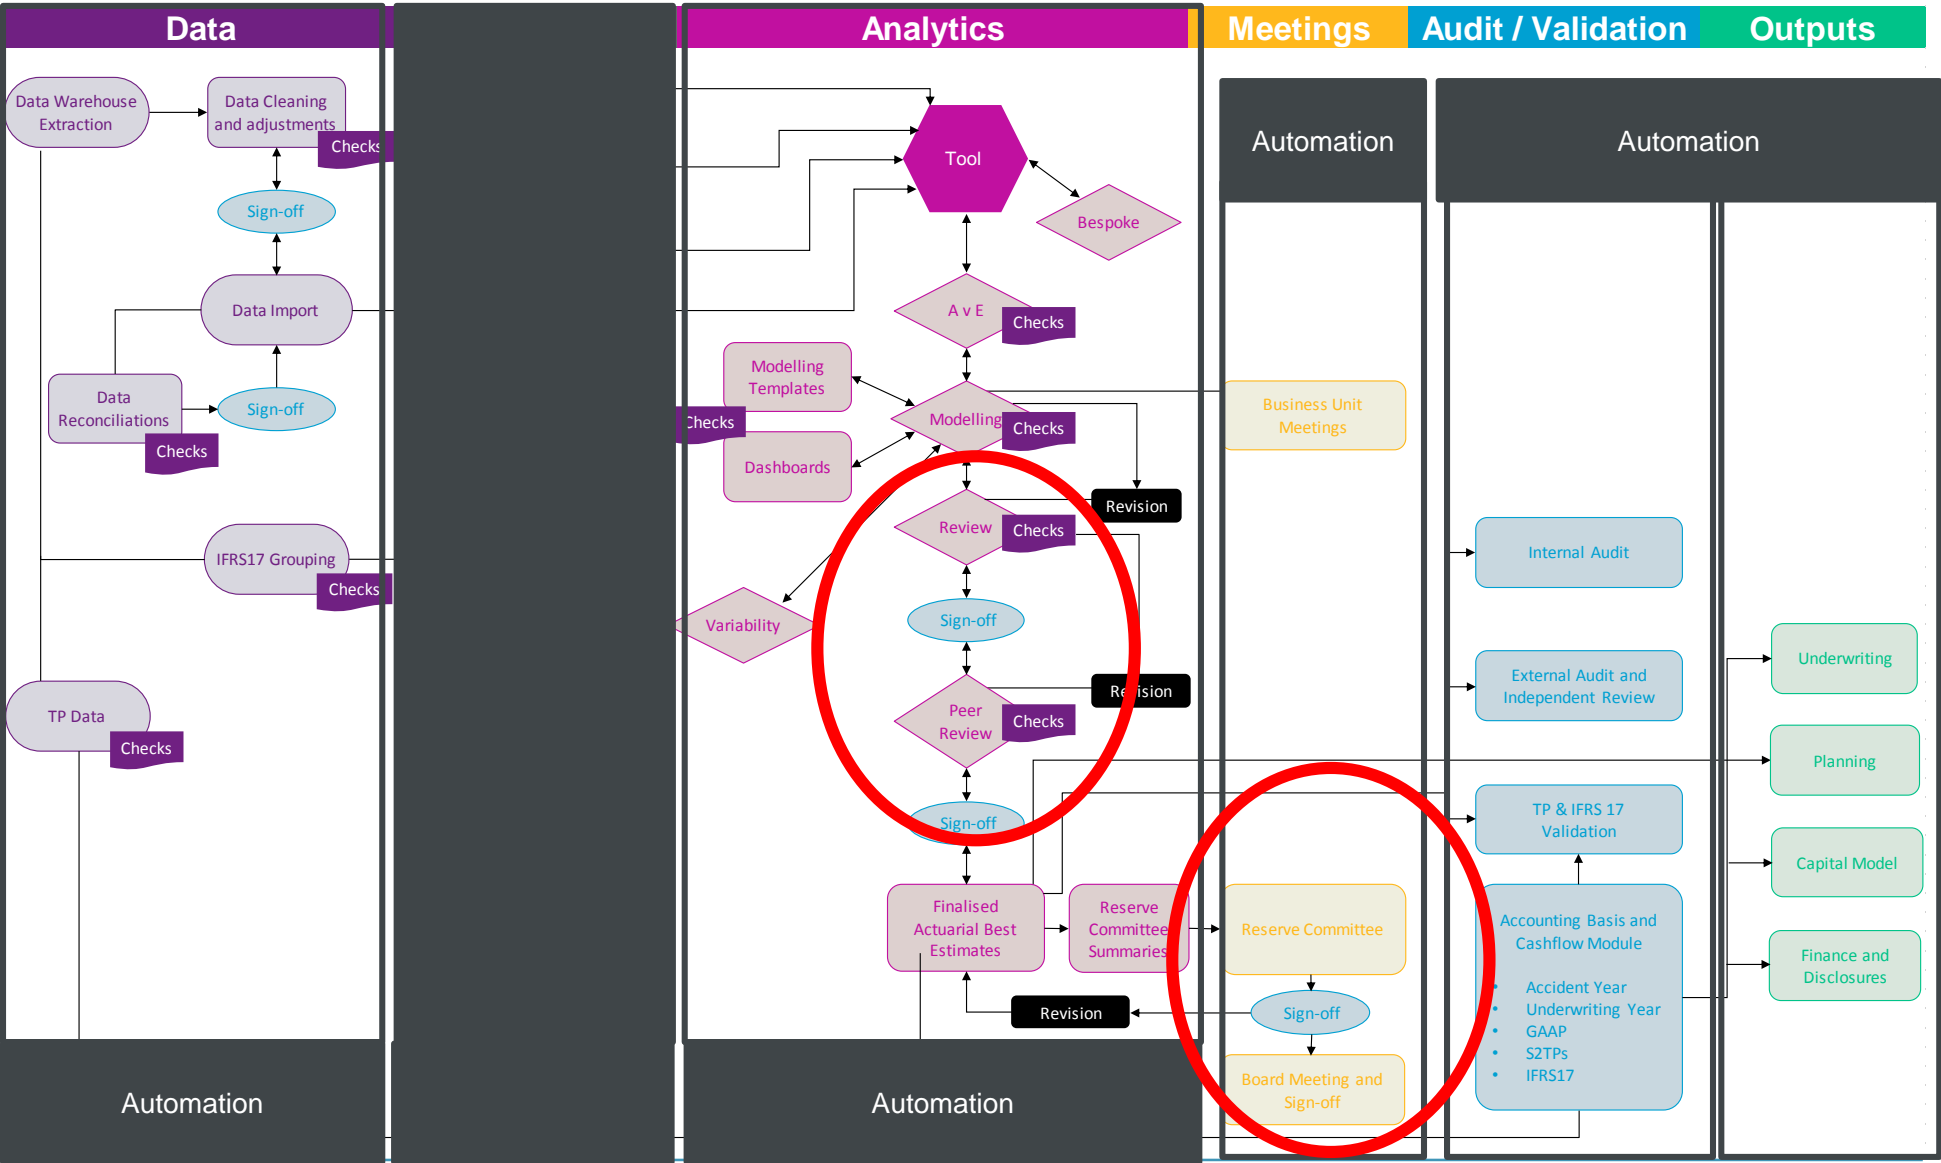 Data
Analytics
Meetings
Audit / Validation
Outputs
Data Warehouse
Extraction
Data Cleaning
and adjustments
Checks
Sign-off
Data Import
Data
Reconciliations
Checks
Sign-off
IFRS17 Grouping
Checks
TP Data
Checks
Automation
Tool
Bespoke
A v E
Checks
Modelling
Templates
Checks
Dashboards
Modelling
Checks
Revision
Review
Checks
Variability
Sign-off
Revision
Peer
Review
Checks
Sign-off
Finalised
Actuarial Best
Estimates
Reserve
Committee
Summaries
Revision
Automation
Automation
Business Unit
Meetings
Reserve Committee
Sign-off
Board Meeting and
Sign-off
Automation
Internal Audit
External Audit and
Independent Review
TP & IFRS 17
Validation
Accounting Basis and
Cashflow Module
• Accident Year
• Underwriting Year
• GAAP
• S2TPs
• IFRS17
Underwriting
Planning
Capital Model
Finance and
Disclosures